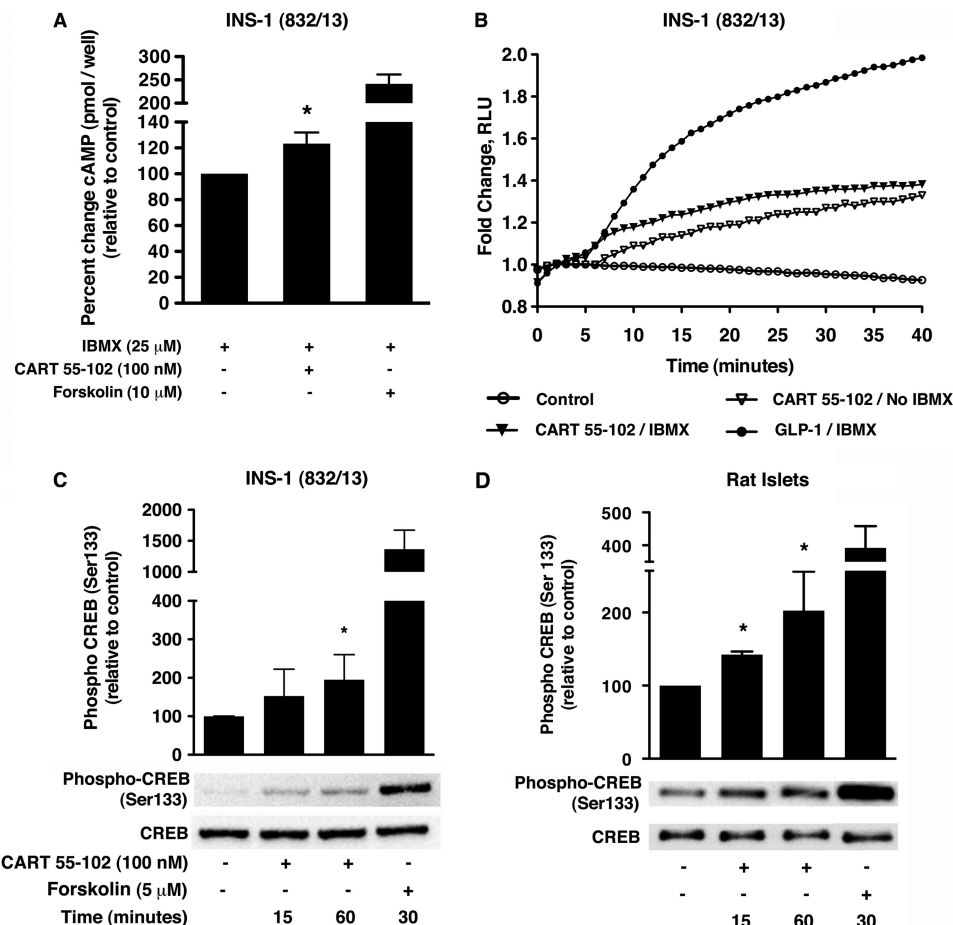 A
INS-1 (832/13)
Percent change cAMP (pmol / well)
(relative to control)
300
250
200
140
120
100
80
60
40
20
0
*
IBMX (25 µM) + + +
CART 55-102 (100 nM) - + -
Forskolin (10 µM) - - +
B
INS-1 (832/13)
Fold Change, RLU
2.0
1.8
1.6
1.4
1.2
1.0
0.8
0 5 10 15 20 25 30 35 40
Time (minutes)
Control
CART 55-102 / No IBMX
CART 55-102 / IBMX
GLP-1 / IBMX
C
INS-1 (832/13)
Phospho CREB (Ser133)
(relative to control)
2000
1500
1000
400
300
200
100
0
*
Phospho-CREB
(Ser133)
CREB
CART 55-102 (100 nM) - + + -
Forskolin (5 µM) - - - +
Time (minutes) 15 60 30
D
Rat Islets
Phospho CREB (Ser 133)
(relative to control)
500
400
200
100
0
* *
Phospho-CREB
(Ser133)
CREB
- + + -
- - - +
15 60 30